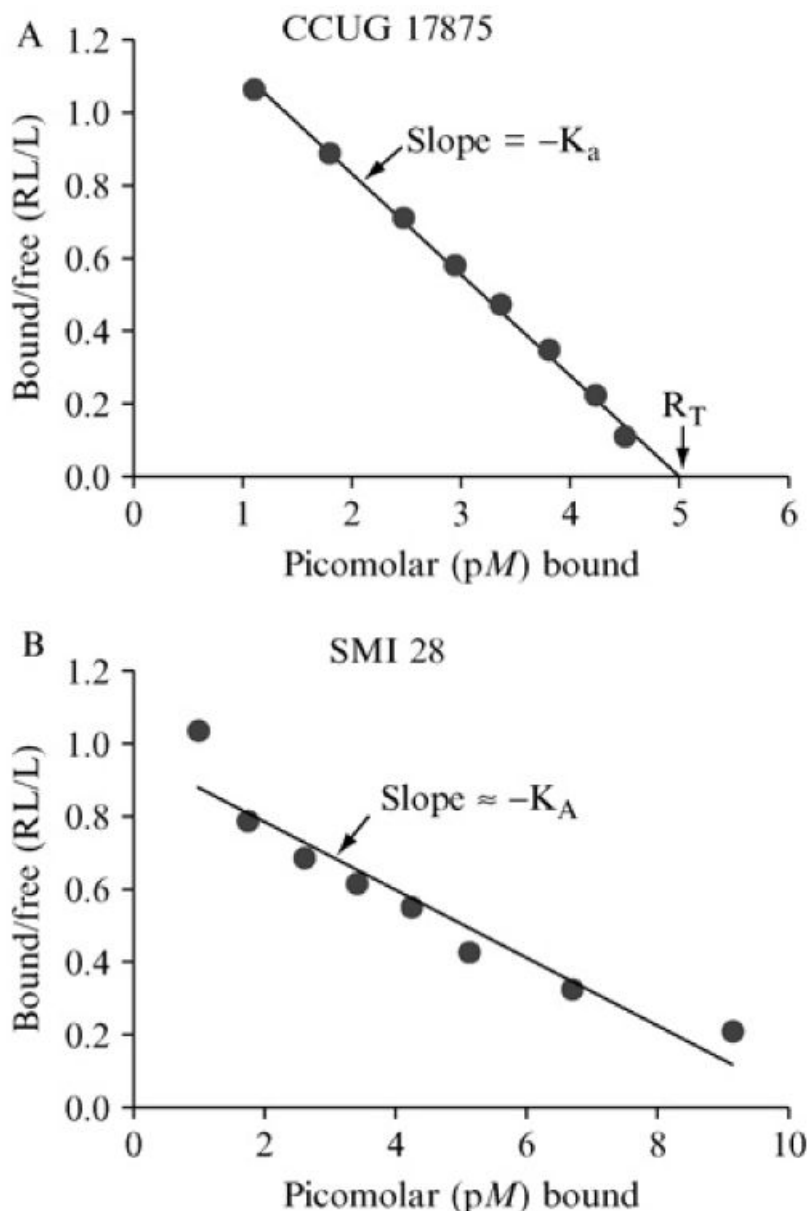 A
CCUG 17875
1.2
1.0
0.8
0.6
0.4
0.2
0.0
Bound/free (RL/L)
Slope = –Ka
RT
0 1 2 3 4 5 6
Picomolar (pM) bound
B
SMI 28
1.2
1.0
0.8
0.6
0.4
0.2
0.0
Bound/free (RL/L)
Slope ≈ –KA
0 2 4 6 8 10
Picomolar (pM) bound